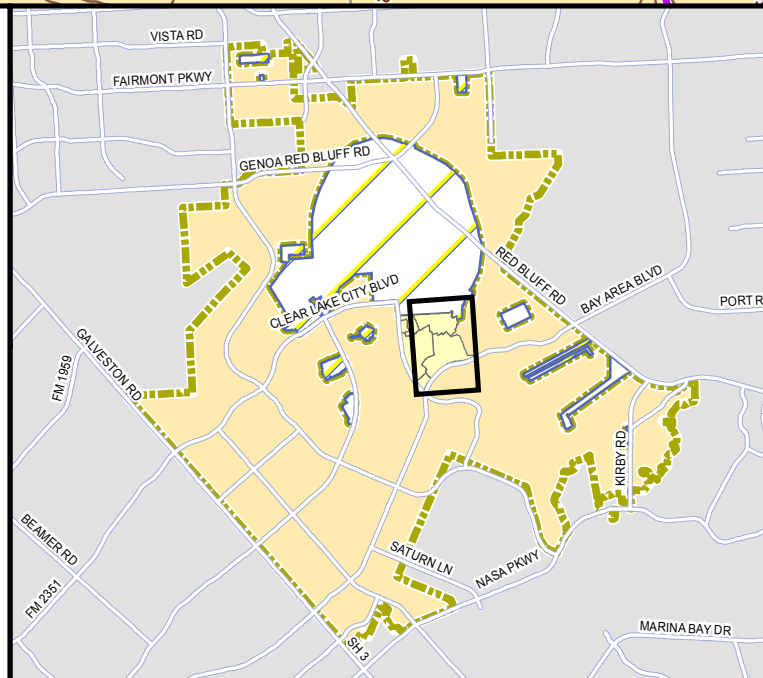 VISTA RD
FAIRMONT PKWY
GENOA RED BLUFF RD
RED BLUFF RD
BAY AREA BLVD
CLEAR LAKE CITY BLVD
PORT R
GALVESTON RD
FM 1959
KIRBY RD
BEAMER RD
SATURN LN
NASA PKWY
FM 2351
MARINA BAY DR
SH 3